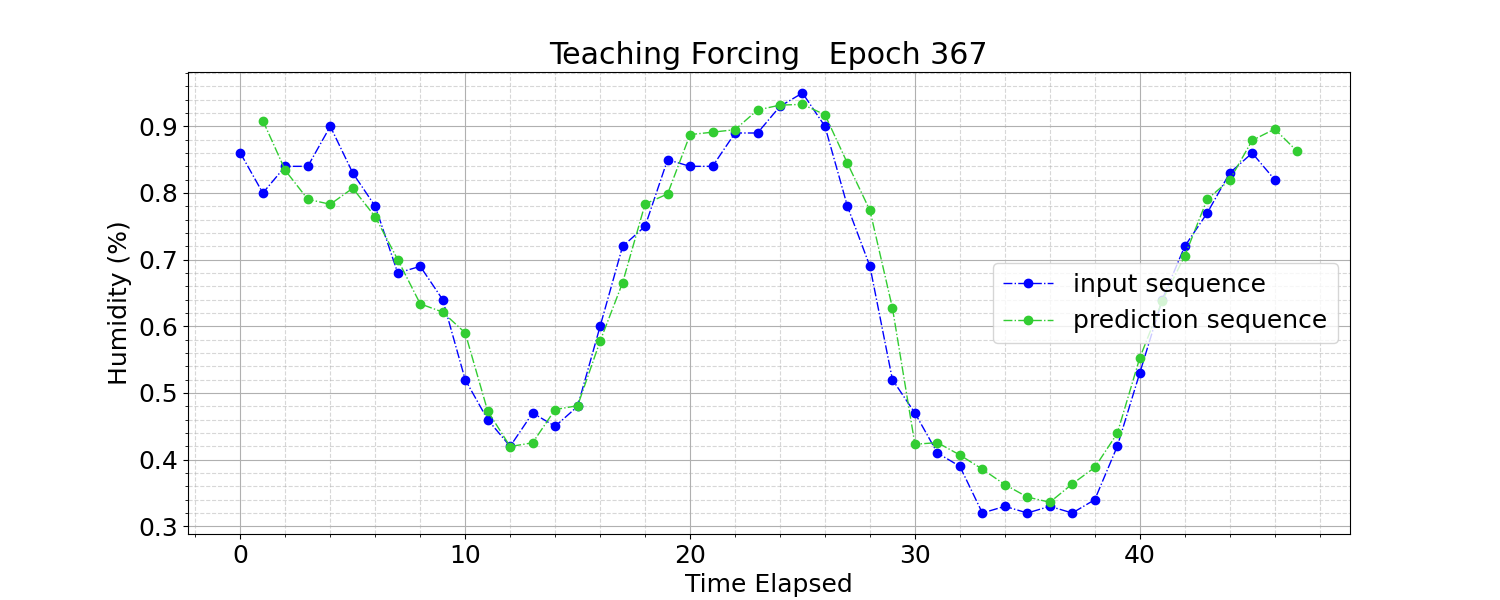 Teaching Forcing   Epoch 367
Humidity (%)
0.9
0.8
0.7
0.6
0.5
0.4
0.3
input sequence
prediction sequence
0 10 20 30 40
Time Elapsed